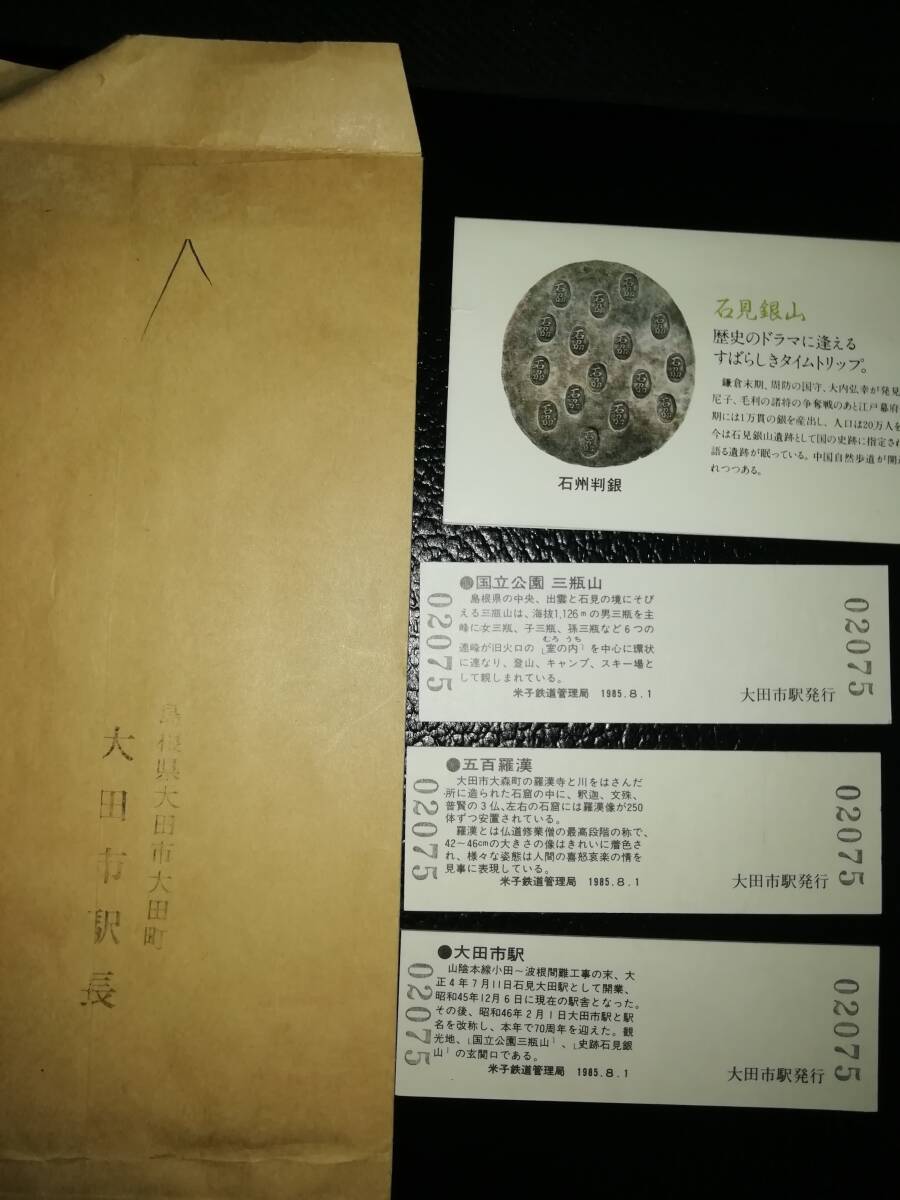 島根県大田市大田町
大田市駅長
石見銀山
歴史のドラマに逢える
すばらしきタイムトリップ。
鎌倉末期、周防の国守、大内弘幸が発見
尼子、毛利の諸将の争奪戦のあと江戸幕府
期には1万貫の銀を産出し、人口は20万人を
今は石見銀山遺跡として国の史跡に指定され
語る遺跡が眠っている。中国自然歩道が開
れつつある。
石州判銀
●国立公園 三瓶山
島根県の中央、出雲と石見の境にそび
える三瓶山は、海抜1,126mの男三瓶を主
峰に女三瓶、子三瓶、孫三瓶など6つの
むろ うち
連峰が旧火口の「室の内」を中心に環状
に連なり、登山、キャンプ、スキー場と
して親しまれている。
米子鉄道管理局 1985.8.1
大田市駅発行
02075
02075
●五百羅漢
大田市大森町の羅漢寺と川をはさんだ
所に造られた石窟の中に、釈迦、文殊、
普賢の3仏、左右の石窟には羅漢像が250
体ずつ安置されている。
羅漢とは仏道修業僧の最高段階の称で、
42〜46cmの大きさの像はきれいに着色さ
れ、様々な姿態は人間の喜怒哀楽の情を
見事に表現している。
米子鉄道管理局 1985.8.1
大田市駅発行
02075
02075
●大田市駅
山陰本線小田〜波根間難工事の末、大
正4年7月11日石見大田駅として開業、
昭和45年12月6日に現在の駅舎となった。
その後、昭和46年2月1日大田市駅と駅
名を改称し、本年で70周年を迎えた。観
光地、「国立公園三瓶山」、「史跡石見銀
山」の玄関口である。
米子鉄道管理局 1985.8.1
大田市駅発行
02075
02075